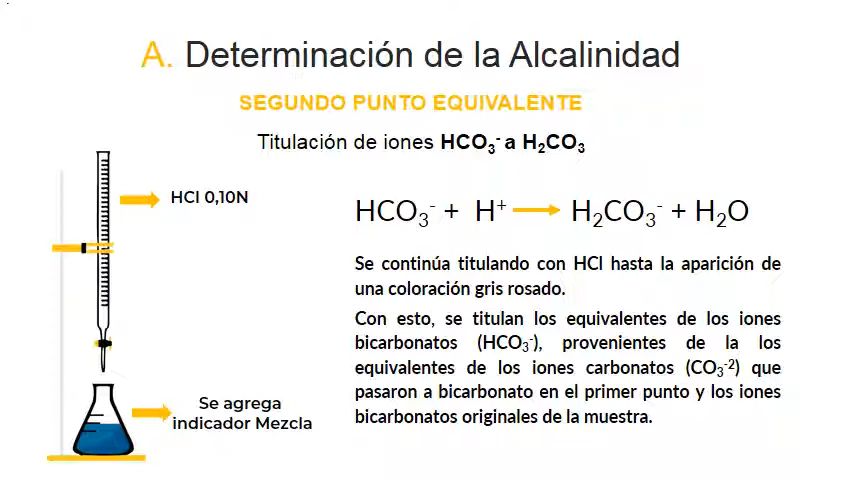 A. Determinación de la Alcalinidad
SEGUNDO PUNTO EQUIVALENTE
Titulación de iones HCO₃⁻ a H₂CO₃
HCl 0,10N
HCO₃⁻ + H⁺ → H₂CO₃⁻ + H₂O
Se continúa titulando con HCl hasta la aparición de
una coloración gris rosado.
Con esto, se titulan los equivalentes de los iones
bicarbonatos (HCO₃⁻), provenientes de la los
equivalentes de los iones carbonatos (CO₃⁻²) que
pasaron a bicarbonato en el primer punto y los iones
bicarbonatos originales de la muestra.
Se agrega
indicador Mezcla